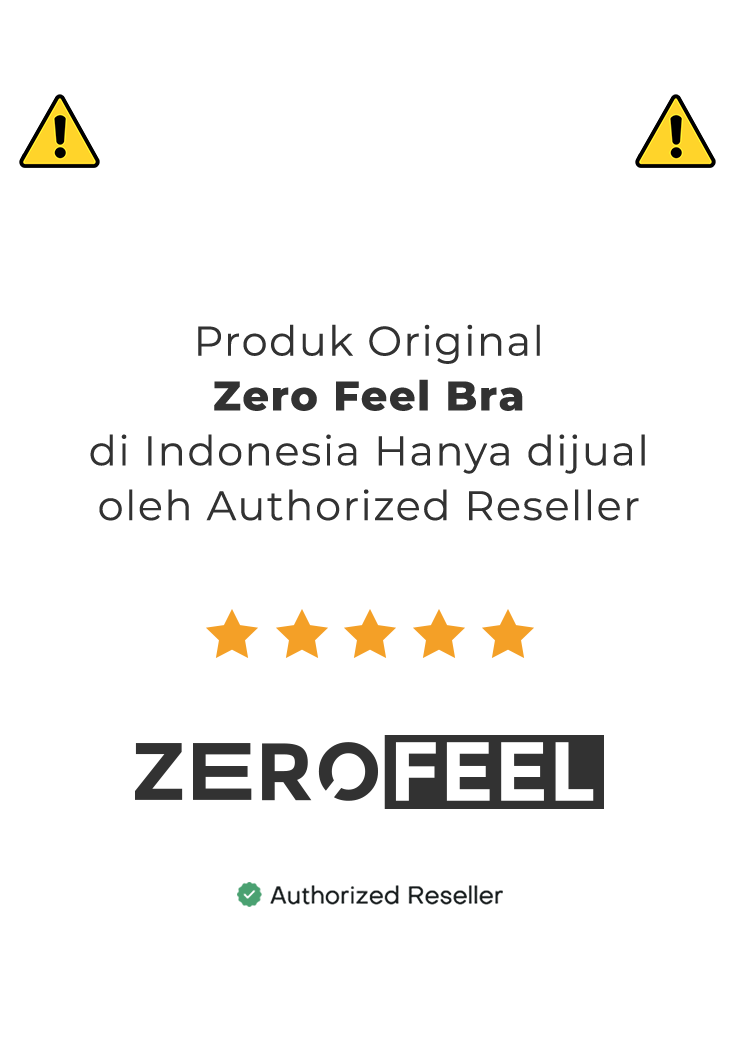 Produk Original
Zero Feel Bra
di Indonesia Hanya dijual
oleh Authorized Reseller
ZEROFEEL
Authorized Reseller